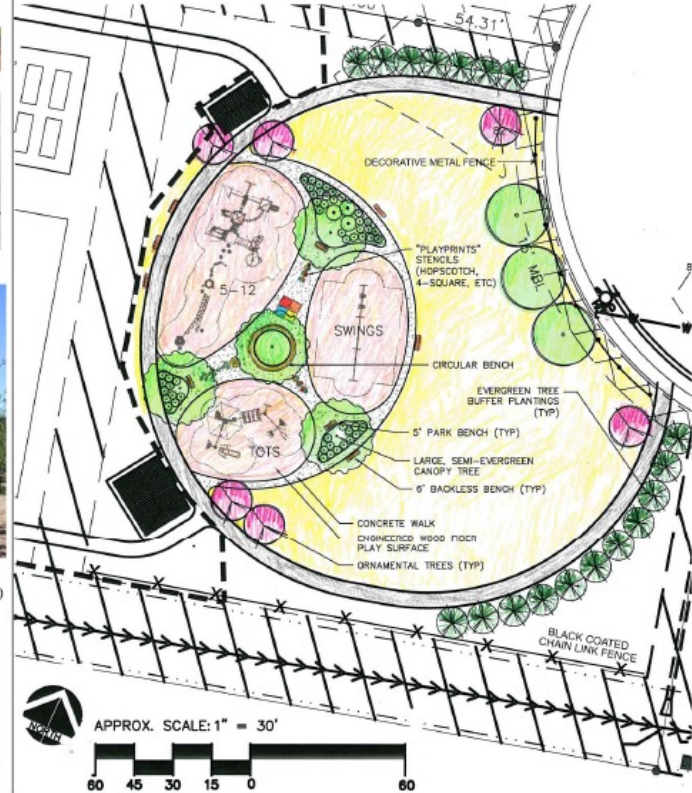 54.31'
DECORATIVE METAL FENCE
"PLAYPRINTS"
STENCILS
(HOPSCOTCH,
4-SQUARE, ETC)
5-12
MBL
SWINGS
CIRCULAR BENCH
EVERGREEN TREE
BUFFER PLANTINGS
(TYP)
5' PARK BENCH (TYP)
TOTS
LARGE, SEMI-EVERGREEN
CANOPY TREE
6' BACKLESS BENCH (TYP)
CONCRETE WALK
ENGINEERED WOOD FIBER
PLAY SURFACE
ORNAMENTAL TREES (TYP)
BLACK COATED
CHAIN LINK FENCE
NORTH
APPROX. SCALE: 1" = 30'
60 45 30 15 0 60